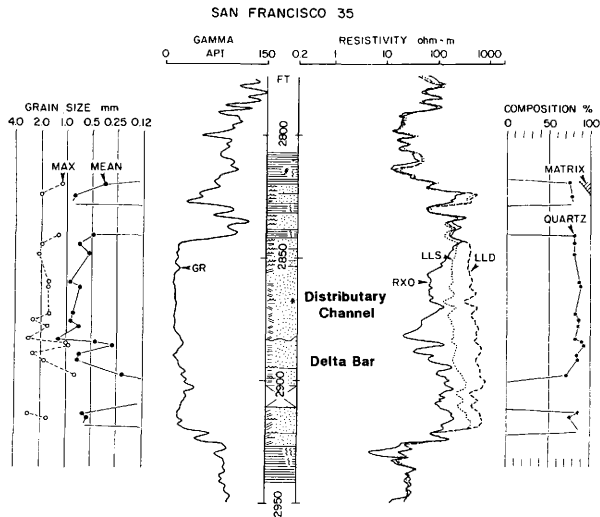 SAN FRANCISCO 35
GAMMA
APT
0 150
RESISTIVITY ohm-m
0.2 1 10 100 1000
FT
GRAIN SIZE mm
4.0 2.0 1.0 0.5 0.25 0.12
MAX MEAN
COMPOSITION %
0 100
MATRIX
QUARTZ
2800
2850
2900
2950
GR
LLS
LLD
RXO
Distributary
Channel
Delta Bar